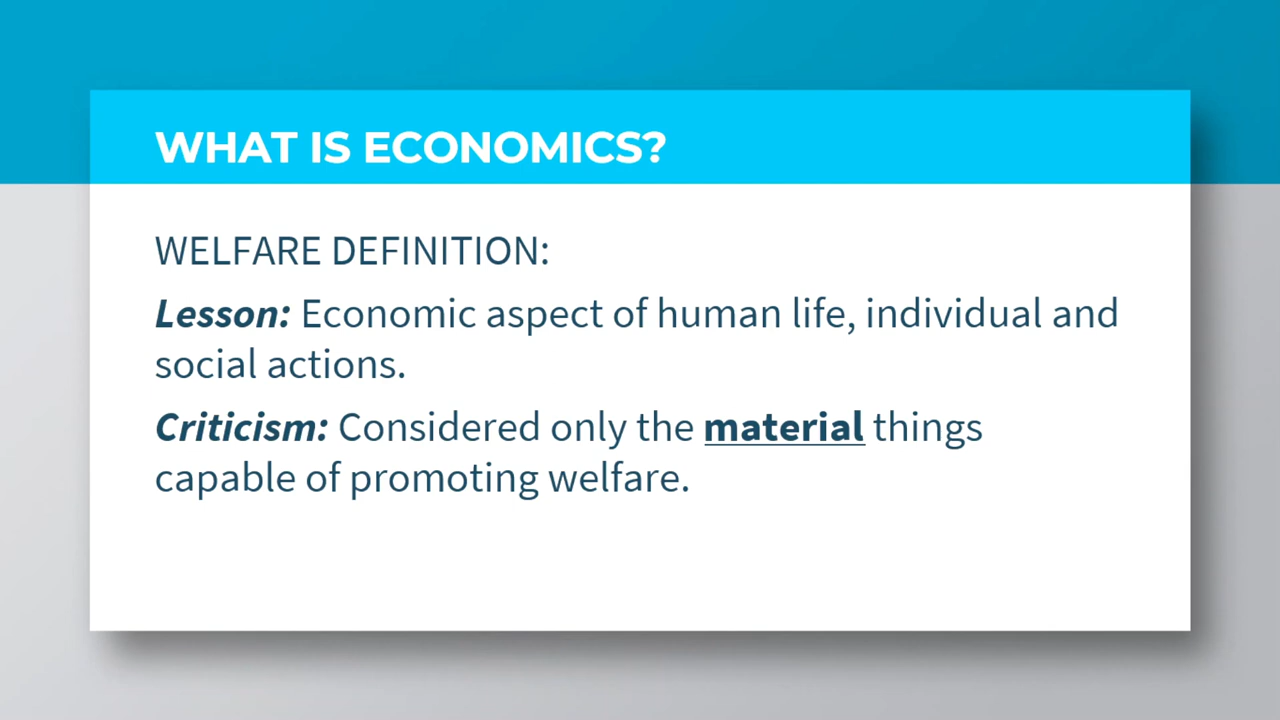 WHAT IS ECONOMICS?
WELFARE DEFINITION:
Lesson: Economic aspect of human life, individual and
social actions.
Criticism: Considered only the material things
capable of promoting welfare.